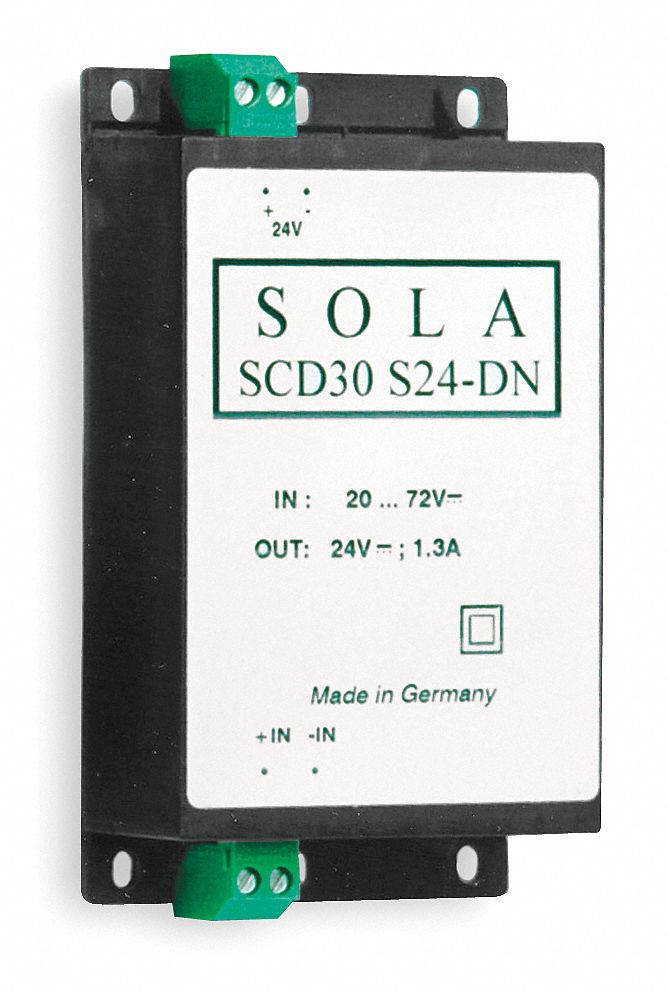 + -
24V
S O L A
SCD30 S24-DN
IN : 20 ... 72V⎓
OUT: 24V⎓ ; 1.3A
Made in Germany
+IN -IN